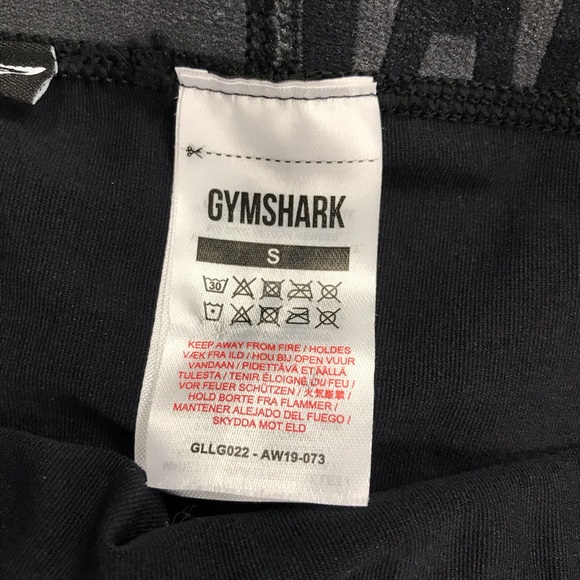 GYMSHARK
S
30
KEEP AWAY FROM FIRE / HOLDES
VÆK FRA ILD / HOU BIJ OPEN VUUR
VANDAAN / PIDETTÄVÄ ETÄÄLLÄ
TULESTA / TENIR ÉLOIGNÉ DU FEU /
VOR FEUER SCHÜTZEN / 火気厳禁 /
HOLD BORTE FRA FLAMMER /
MANTENER ALEJADO DEL FUEGO /
SKYDDA MOT ELD
GLLG022 - AW19-073